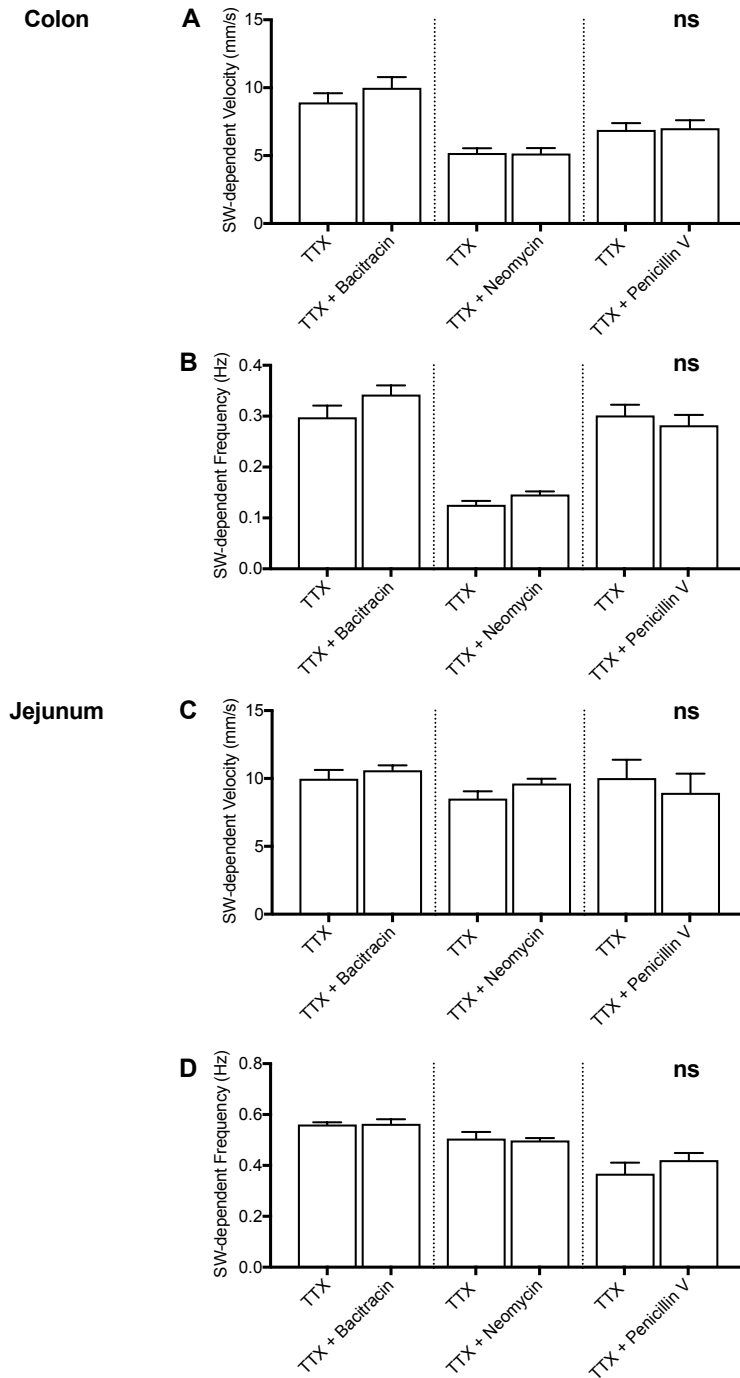 Colon
A
ns
SW-dependent Velocity (mm/s)
15
10
5
0
TTX
TTX + Bacitracin
TTX
TTX + Neomycin
TTX
TTX + Penicillin V
B
ns
SW-dependent Frequency (Hz)
0.4
0.3
0.2
0.1
0.0
TTX
TTX + Bacitracin
TTX
TTX + Neomycin
TTX
TTX + Penicillin V
Jejunum
C
ns
SW-dependent Velocity (mm/s)
15
10
5
0
TTX
TTX + Bacitracin
TTX
TTX + Neomycin
TTX
TTX + Penicillin V
D
ns
SW-dependent Frequency (Hz)
0.8
0.6
0.4
0.2
0.0
TTX
TTX + Bacitracin
TTX
TTX + Neomycin
TTX
TTX + Penicillin V